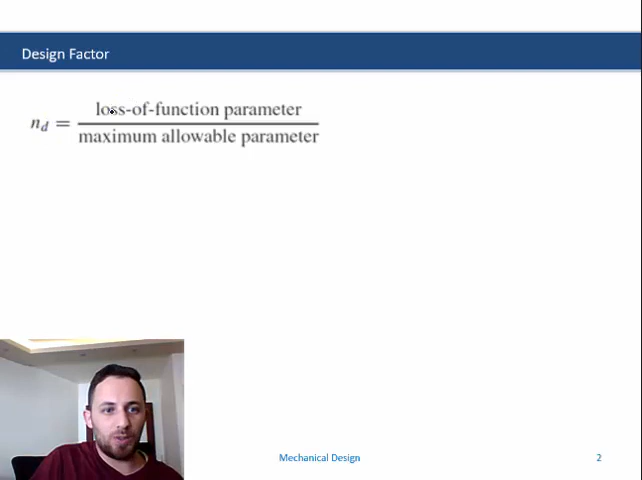 Design Factor
n_d = loss-of-function parameter
maximum allowable parameter
Mechanical Design
2